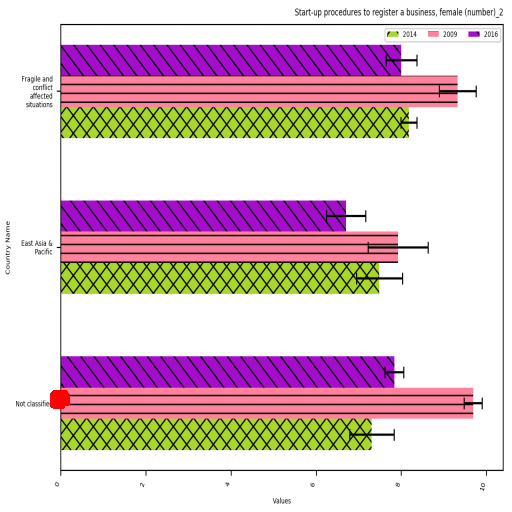 Start-up procedures to register a business, female (number)_2
2014 2009 2016
Fragile and
conflict
affected
situations
East Asia &
Pacific
Not classifie
Country Name
0 2 4 6 8 10
Values